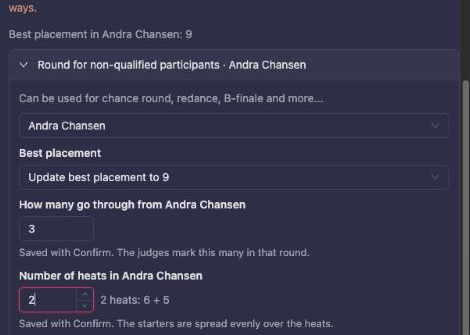 ways.
Best placement in Andra Chansen: 9
Round for non-qualified participants · Andra Chansen
Can be used for chance round, redance, B-finale and more...
Andra Chansen
Best placement
Update best placement to 9
How many go through from Andra Chansen
3
Saved with Confirm. The judges mark this many in that round.
Number of heats in Andra Chansen
2 2 heats: 6 + 5
Saved with Confirm. The starters are spread evenly over the heats.